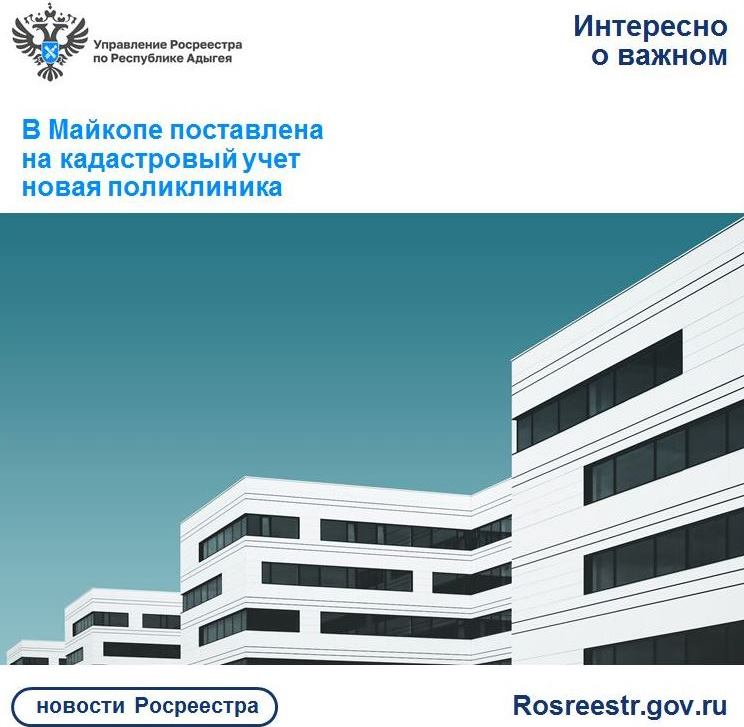 Управление Росреестра
по Республике Адыгея
Интересно
о важном
В Майкопе поставлена
на кадастровый учет
новая поликлиника
новости Росреестра
Rosreestr.gov.ru